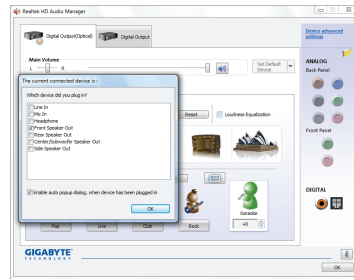 Realtek HD Audio Manager
Digital Output(Optical)
Digital Output
Device advanced
settings
Main Volume
L
R
Set Default
Device
ANALOG
Back Panel
The current connected device is :
Which device did you plug in?
Line In
Mic In
Headphone
Front Speaker Out
Rear Speaker Out
Center/Subwoofer Speaker Out
Side Speaker Out
Enable auto popup dialog, when device has been plugged in
OK
Reset
Loudness Equalization
Front Panel
Karaoke
Pop
Live
Club
Rock
40
DIGITAL
GIGABYTE
TECHNOLOGY
OK